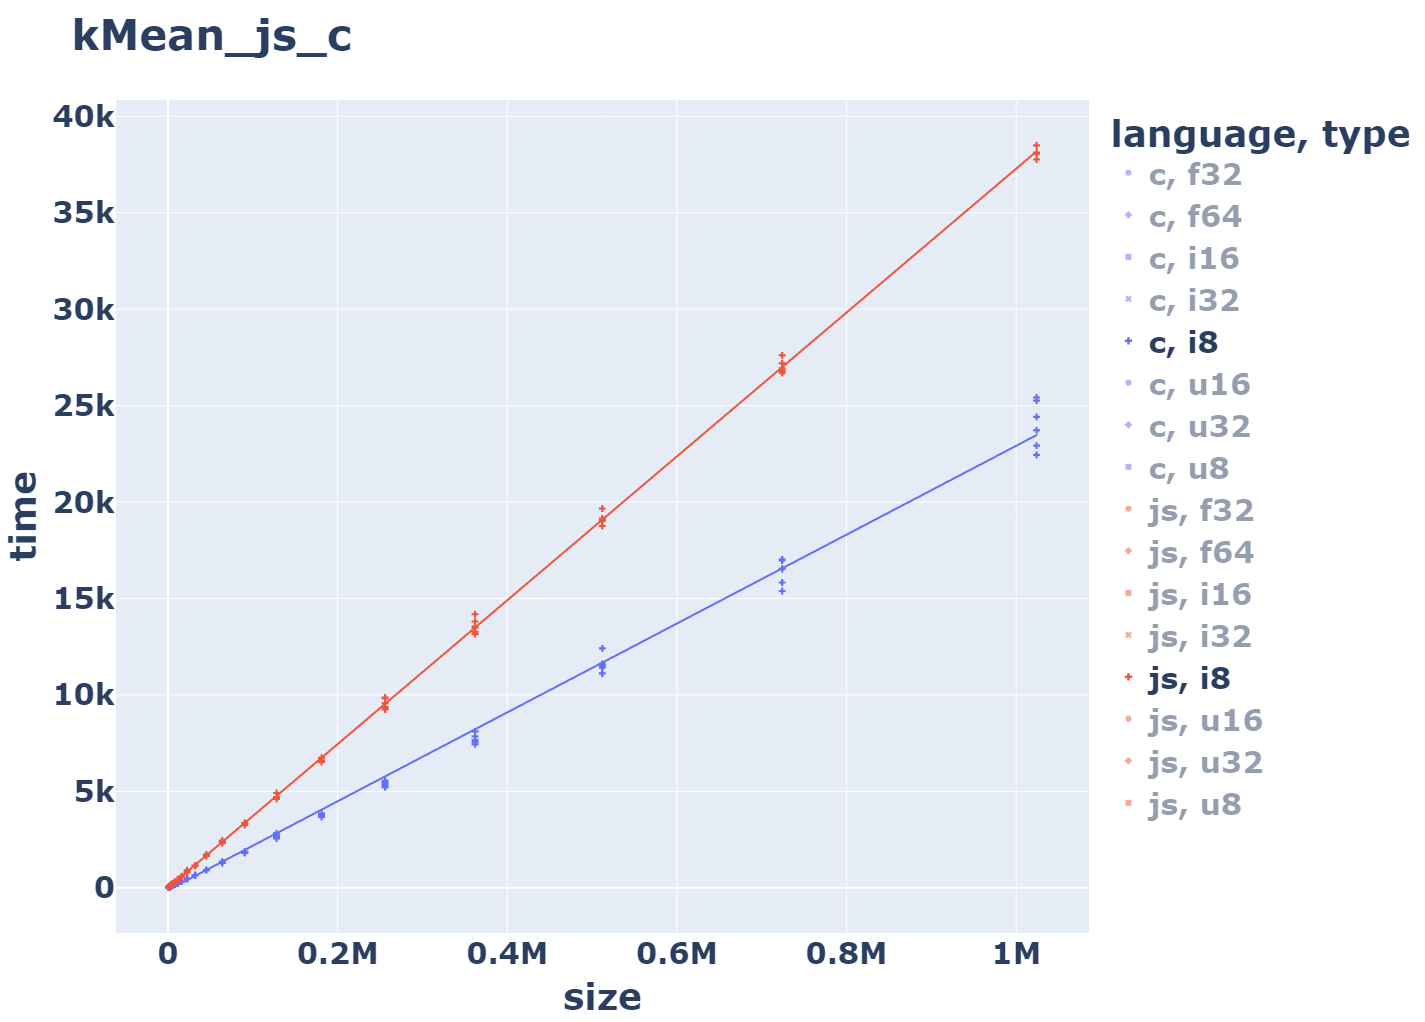 kMean_js_c
40k
35k
30k
25k
20k
15k
10k
5k
0
time
0 0.2M 0.4M 0.6M 0.8M 1M
size
language, type
c, f32
c, f64
c, i16
c, i32
c, i8
c, u16
c, u32
c, u8
js, f32
js, f64
js, i16
js, i32
js, i8
js, u16
js, u32
js, u8